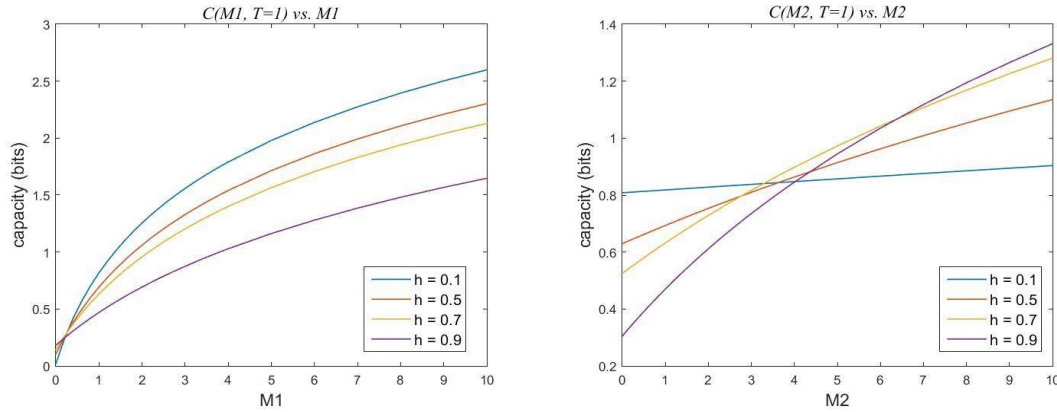 C(M1, T=1) vs. M1
3
2.5
2
1.5
1
0.5
0
capacity (bits)
0 1 2 3 4 5 6 7 8 9 10
M1
h = 0.1
h = 0.5
h = 0.7
h = 0.9
C(M2, T=1) vs. M2
1.4
1.2
1
0.8
0.6
0.4
0.2
capacity (bits)
0 1 2 3 4 5 6 7 8 9 10
M2
h = 0.1
h = 0.5
h = 0.7
h = 0.9